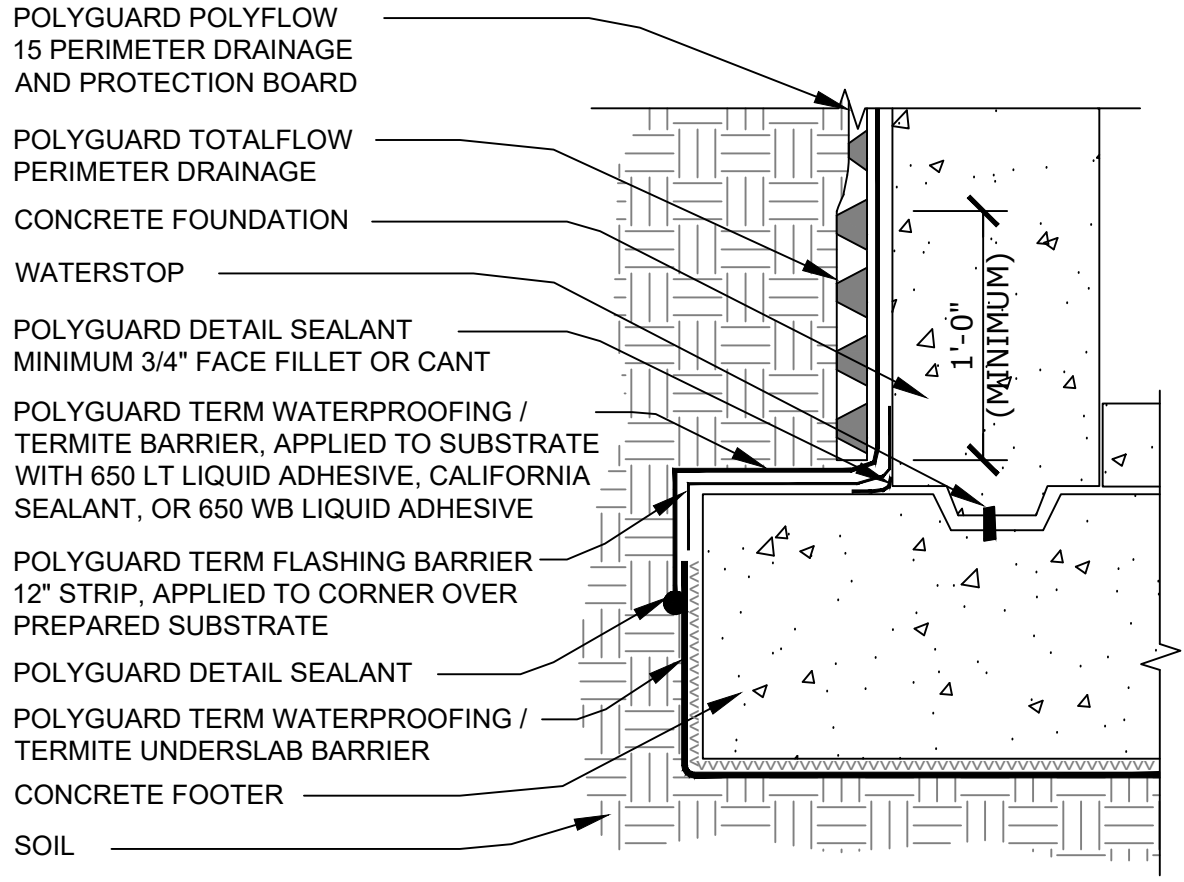 POLYGUARD POLYFLOW
15 PERIMETER DRAINAGE
AND PROTECTION BOARD
POLYGUARD TOTALFLOW
PERIMETER DRAINAGE
CONCRETE FOUNDATION
WATERSTOP
POLYGUARD DETAIL SEALANT
MINIMUM 3/4" FACE FILLET OR CANT
POLYGUARD TERM WATERPROOFING /
TERMITE BARRIER, APPLIED TO SUBSTRATE
WITH 650 LT LIQUID ADHESIVE, CALIFORNIA
SEALANT, OR 650 WB LIQUID ADHESIVE
POLYGUARD TERM FLASHING BARRIER
12" STRIP, APPLIED TO CORNER OVER
PREPARED SUBSTRATE
POLYGUARD DETAIL SEALANT
POLYGUARD TERM WATERPROOFING /
TERMITE UNDERSLAB BARRIER
CONCRETE FOOTER
SOIL
1'-0"
(MINIMUM)